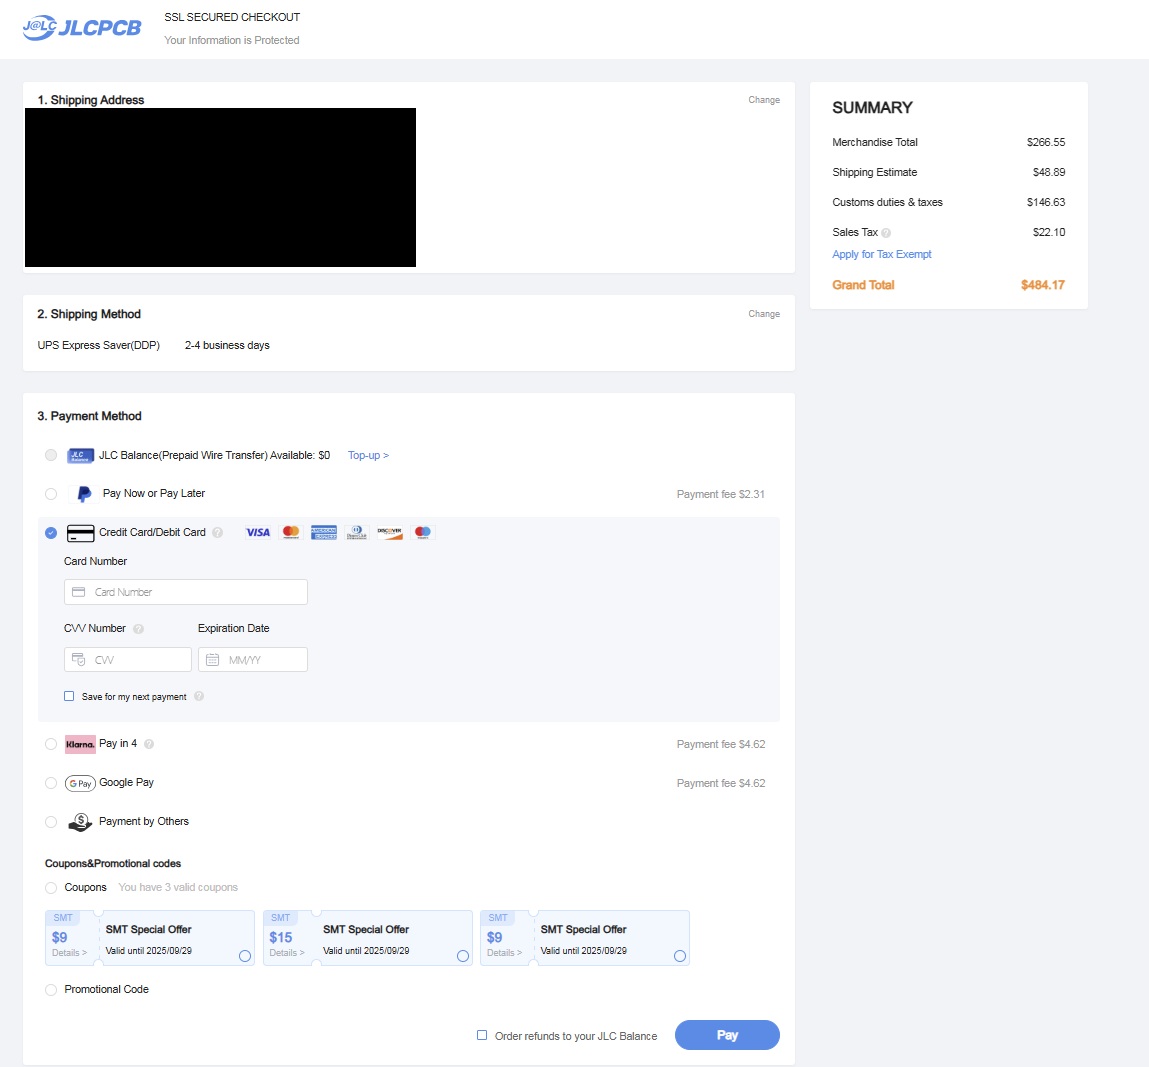 J@LC JLCPCB
SSL SECURED CHECKOUT
Your Information is Protected
1. Shipping Address
Change
2. Shipping Method
Change
UPS Express Saver(DDP) 2-4 business days
3. Payment Method
JLC Balance JLC Balance(Prepaid Wire Transfer) Available: $0 Top-up >
Pay Now or Pay Later Payment fee $2.31
Credit Card/Debit Card ? VISA AMERICAN EXPRESS Diners Club DISCOVER
Card Number
Card Number
CVV Number ? Expiration Date
CVV MM/YY
Save for my next payment ?
Klarna. Pay in 4 ? Payment fee $4.62
G Pay Google Pay Payment fee $4.62
$ Payment by Others
Coupons&Promotional codes
Coupons You have 3 valid coupons
SMT
$9
Details >
SMT Special Offer
Valid until 2025/09/29
SMT
$15
Details >
SMT Special Offer
Valid until 2025/09/29
SMT
$9
Details >
SMT Special Offer
Valid until 2025/09/29
Promotional Code
Order refunds to your JLC Balance Pay
SUMMARY
Merchandise Total $266.55
Shipping Estimate $48.89
Customs duties & taxes $146.63
Sales Tax ? $22.10
Apply for Tax Exempt
Grand Total $484.17